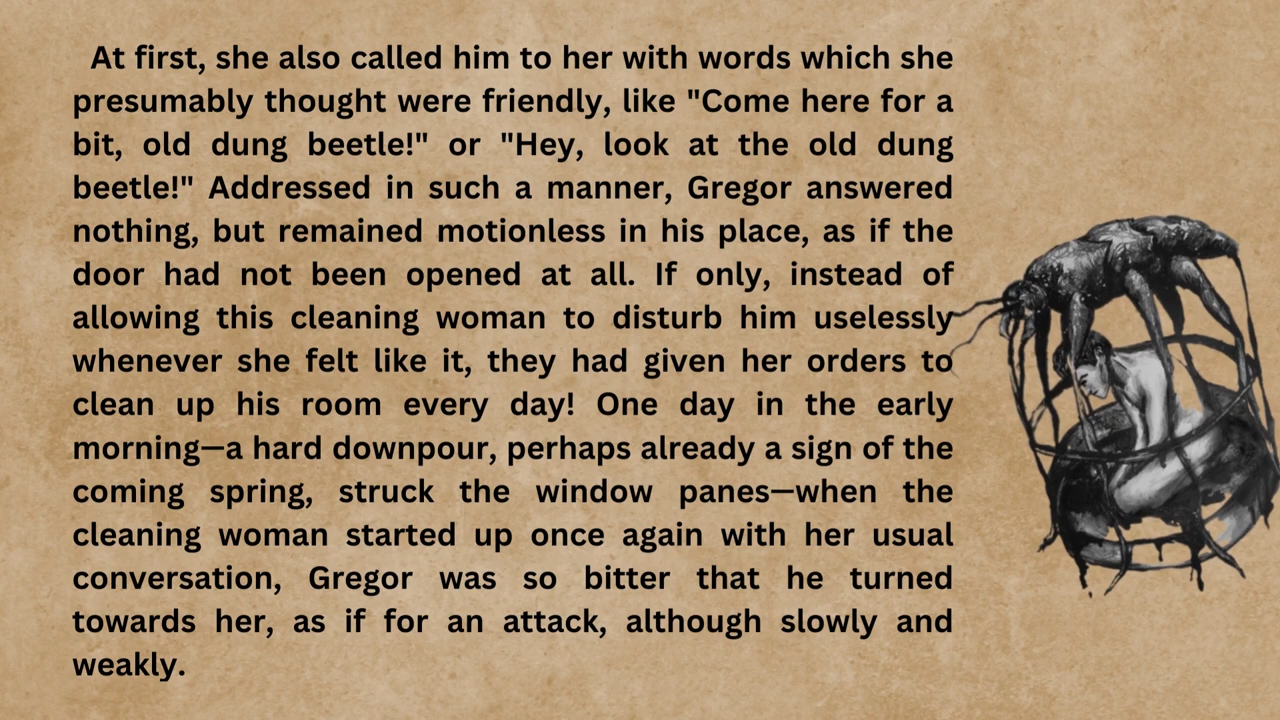 At first, she also called him to her with words which she
presumably thought were friendly, like "Come here for a
bit, old dung beetle!" or "Hey, look at the old dung
beetle!" Addressed in such a manner, Gregor answered
nothing, but remained motionless in his place, as if the
door had not been opened at all. If only, instead of
allowing this cleaning woman to disturb him uselessly
whenever she felt like it, they had given her orders to
clean up his room every day! One day in the early
morning—a hard downpour, perhaps already a sign of the
coming spring, struck the window panes—when the
cleaning woman started up once again with her usual
conversation, Gregor was so bitter that he turned
towards her, as if for an attack, although slowly and
weakly.